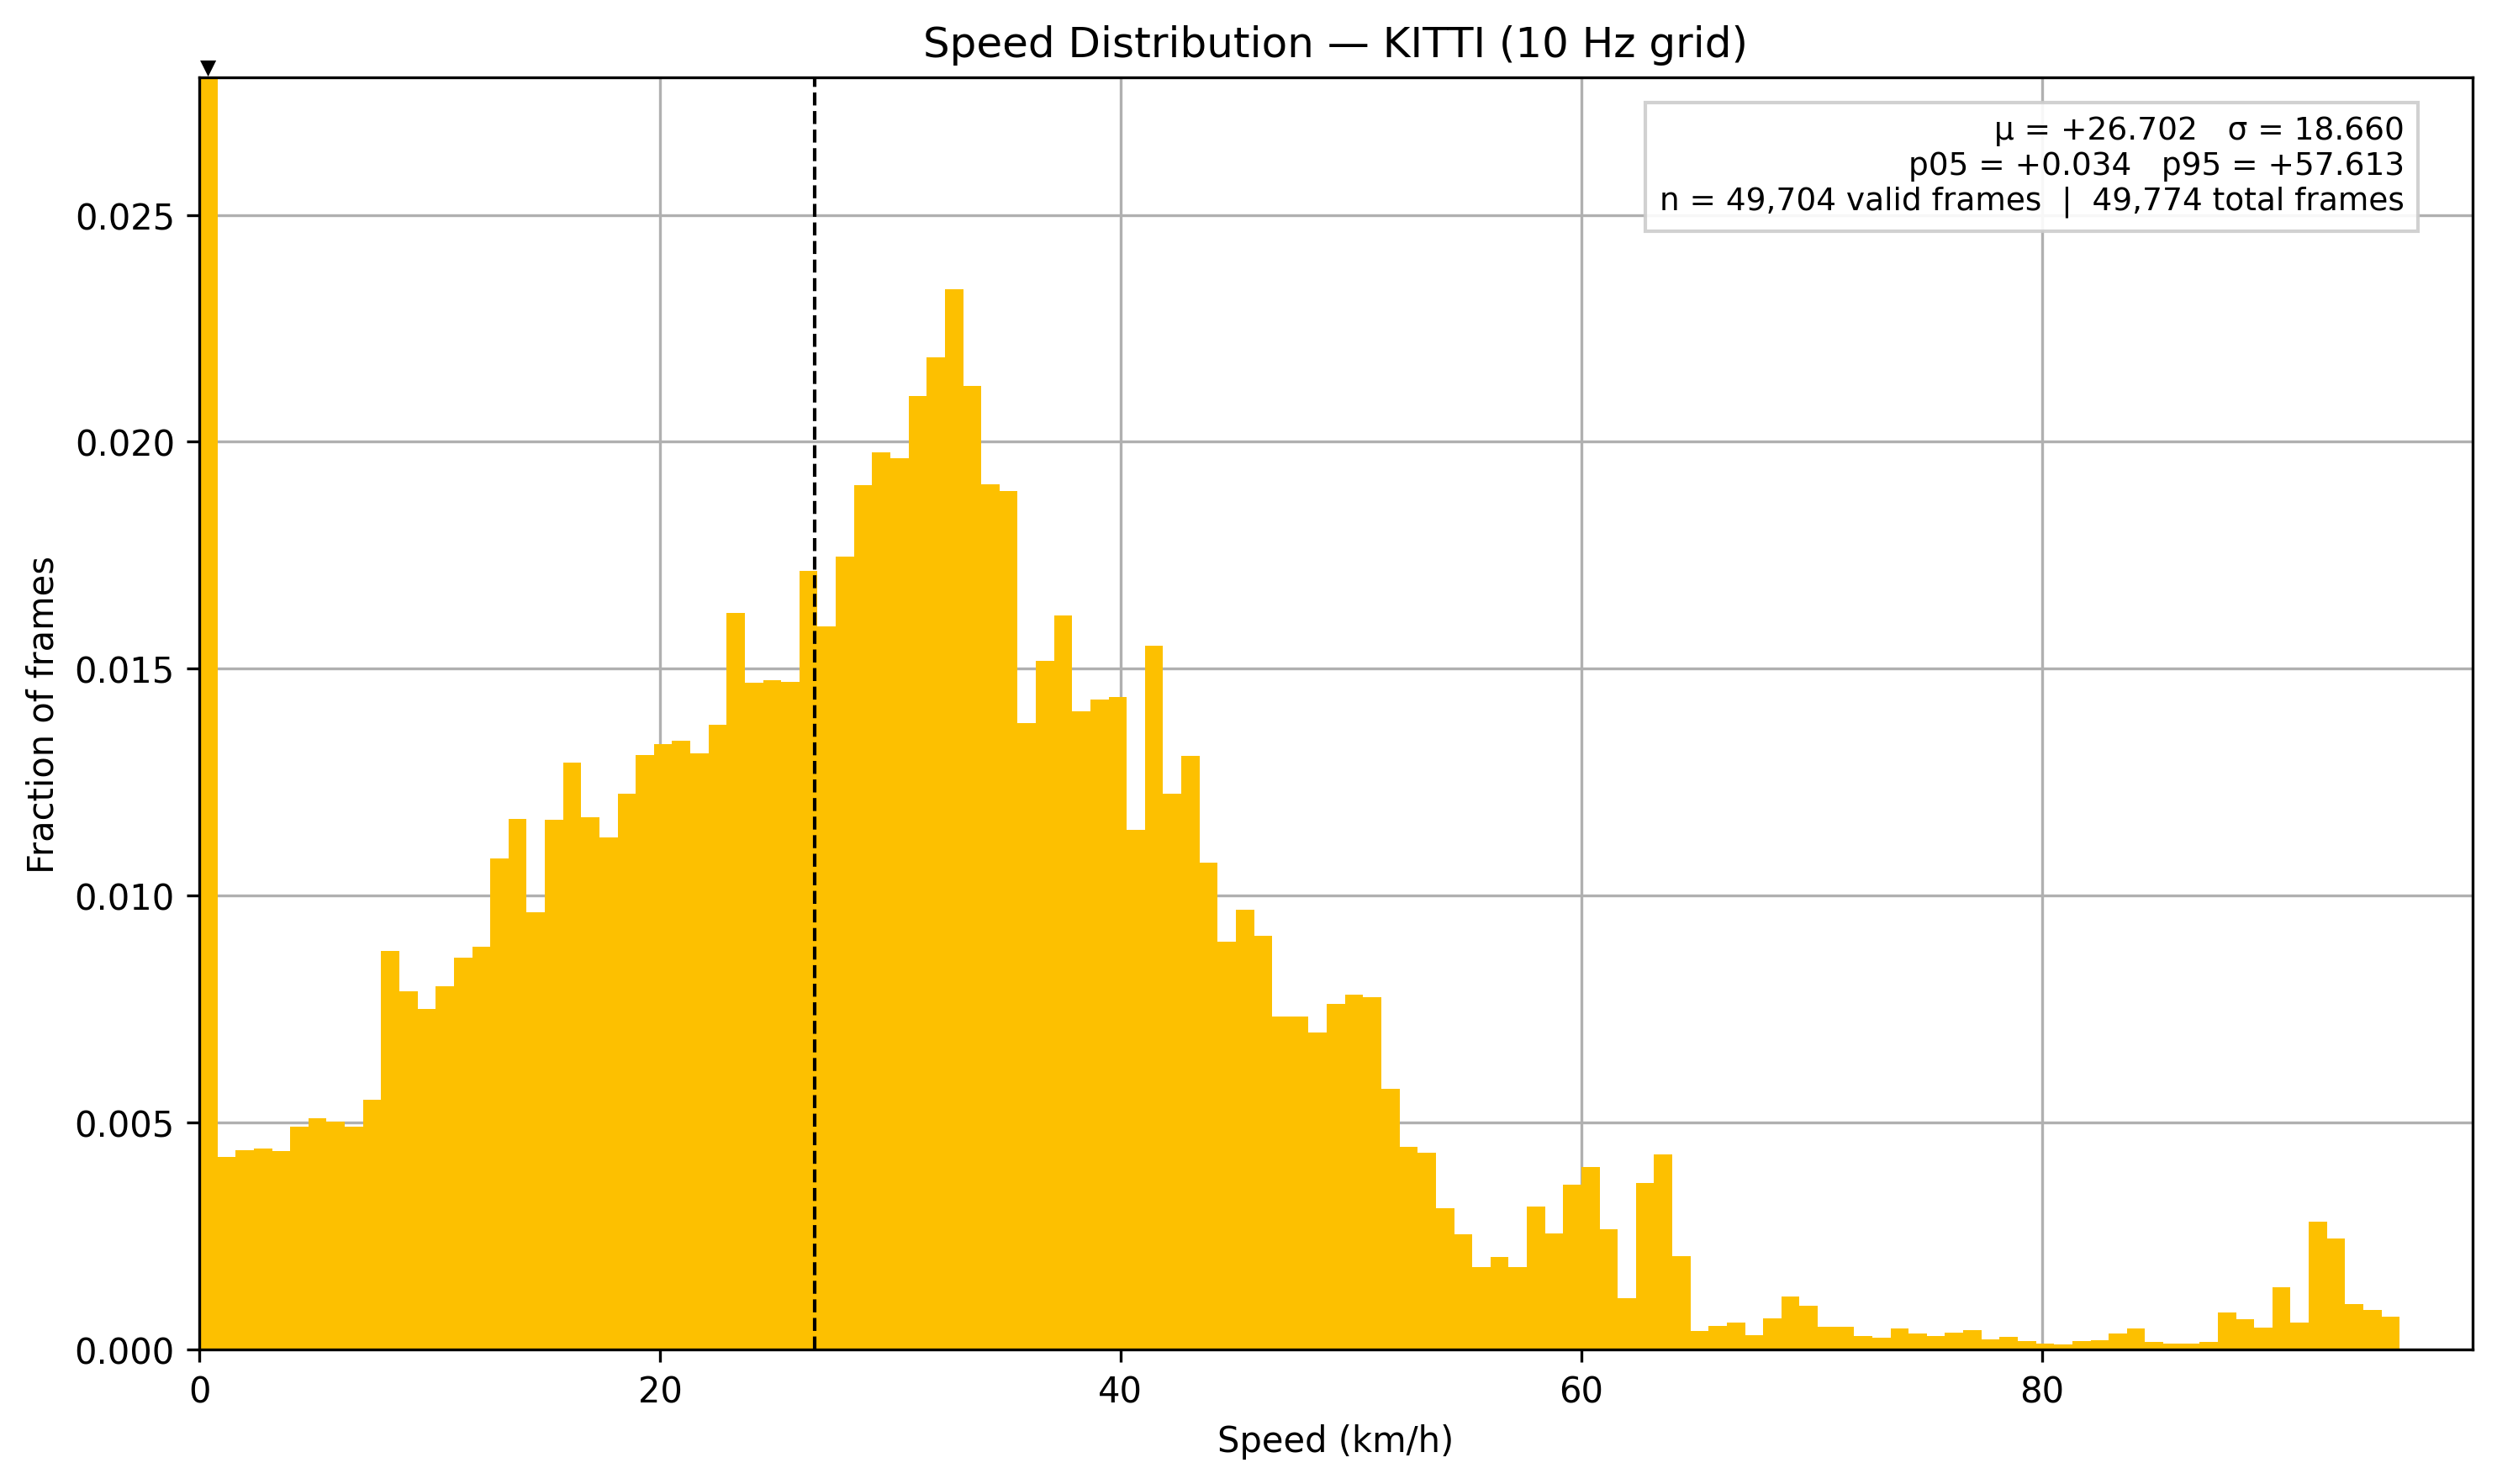 Speed Distribution — KITTI (10 Hz grid)
µ = +26.702   σ = 18.660
p05 = +0.034   p95 = +57.613
n = 49,704 valid frames  |  49,774 total frames
Fraction of frames
0.025
0.020
0.015
0.010
0.005
0.000
0 20 40 60 80
Speed (km/h)